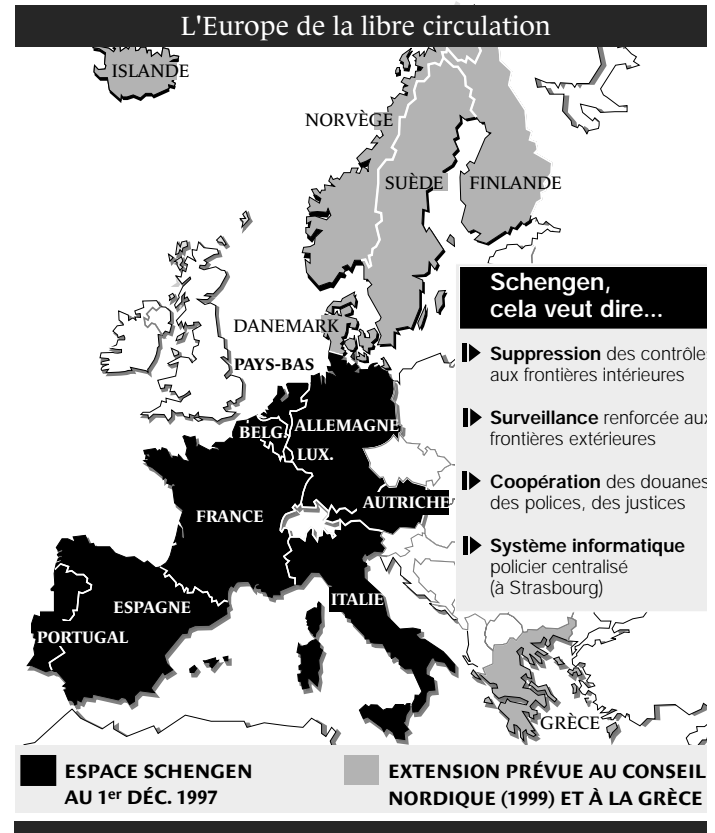 L'Europe de la libre circulation
ISLANDE
NORVÈGE
SUÈDE
FINLANDE
DANEMARK
PAYS-BAS
BELG.
ALLEMAGNE
LUX.
FRANCE
AUTRICHE
ITALIE
ESPAGNE
PORTUGAL
GRÈCE
Schengen,
cela veut dire...
Suppression des contrôles
aux frontières intérieures
Surveillance renforcée aux
frontières extérieures
Coopération des douanes
des polices, des justices
Système informatique
policier centralisé
(à Strasbourg)
ESPACE SCHENGEN
AU 1er DÉC. 1997
EXTENSION PRÉVUE AU CONSEIL
NORDIQUE (1999) ET À LA GRÈCE